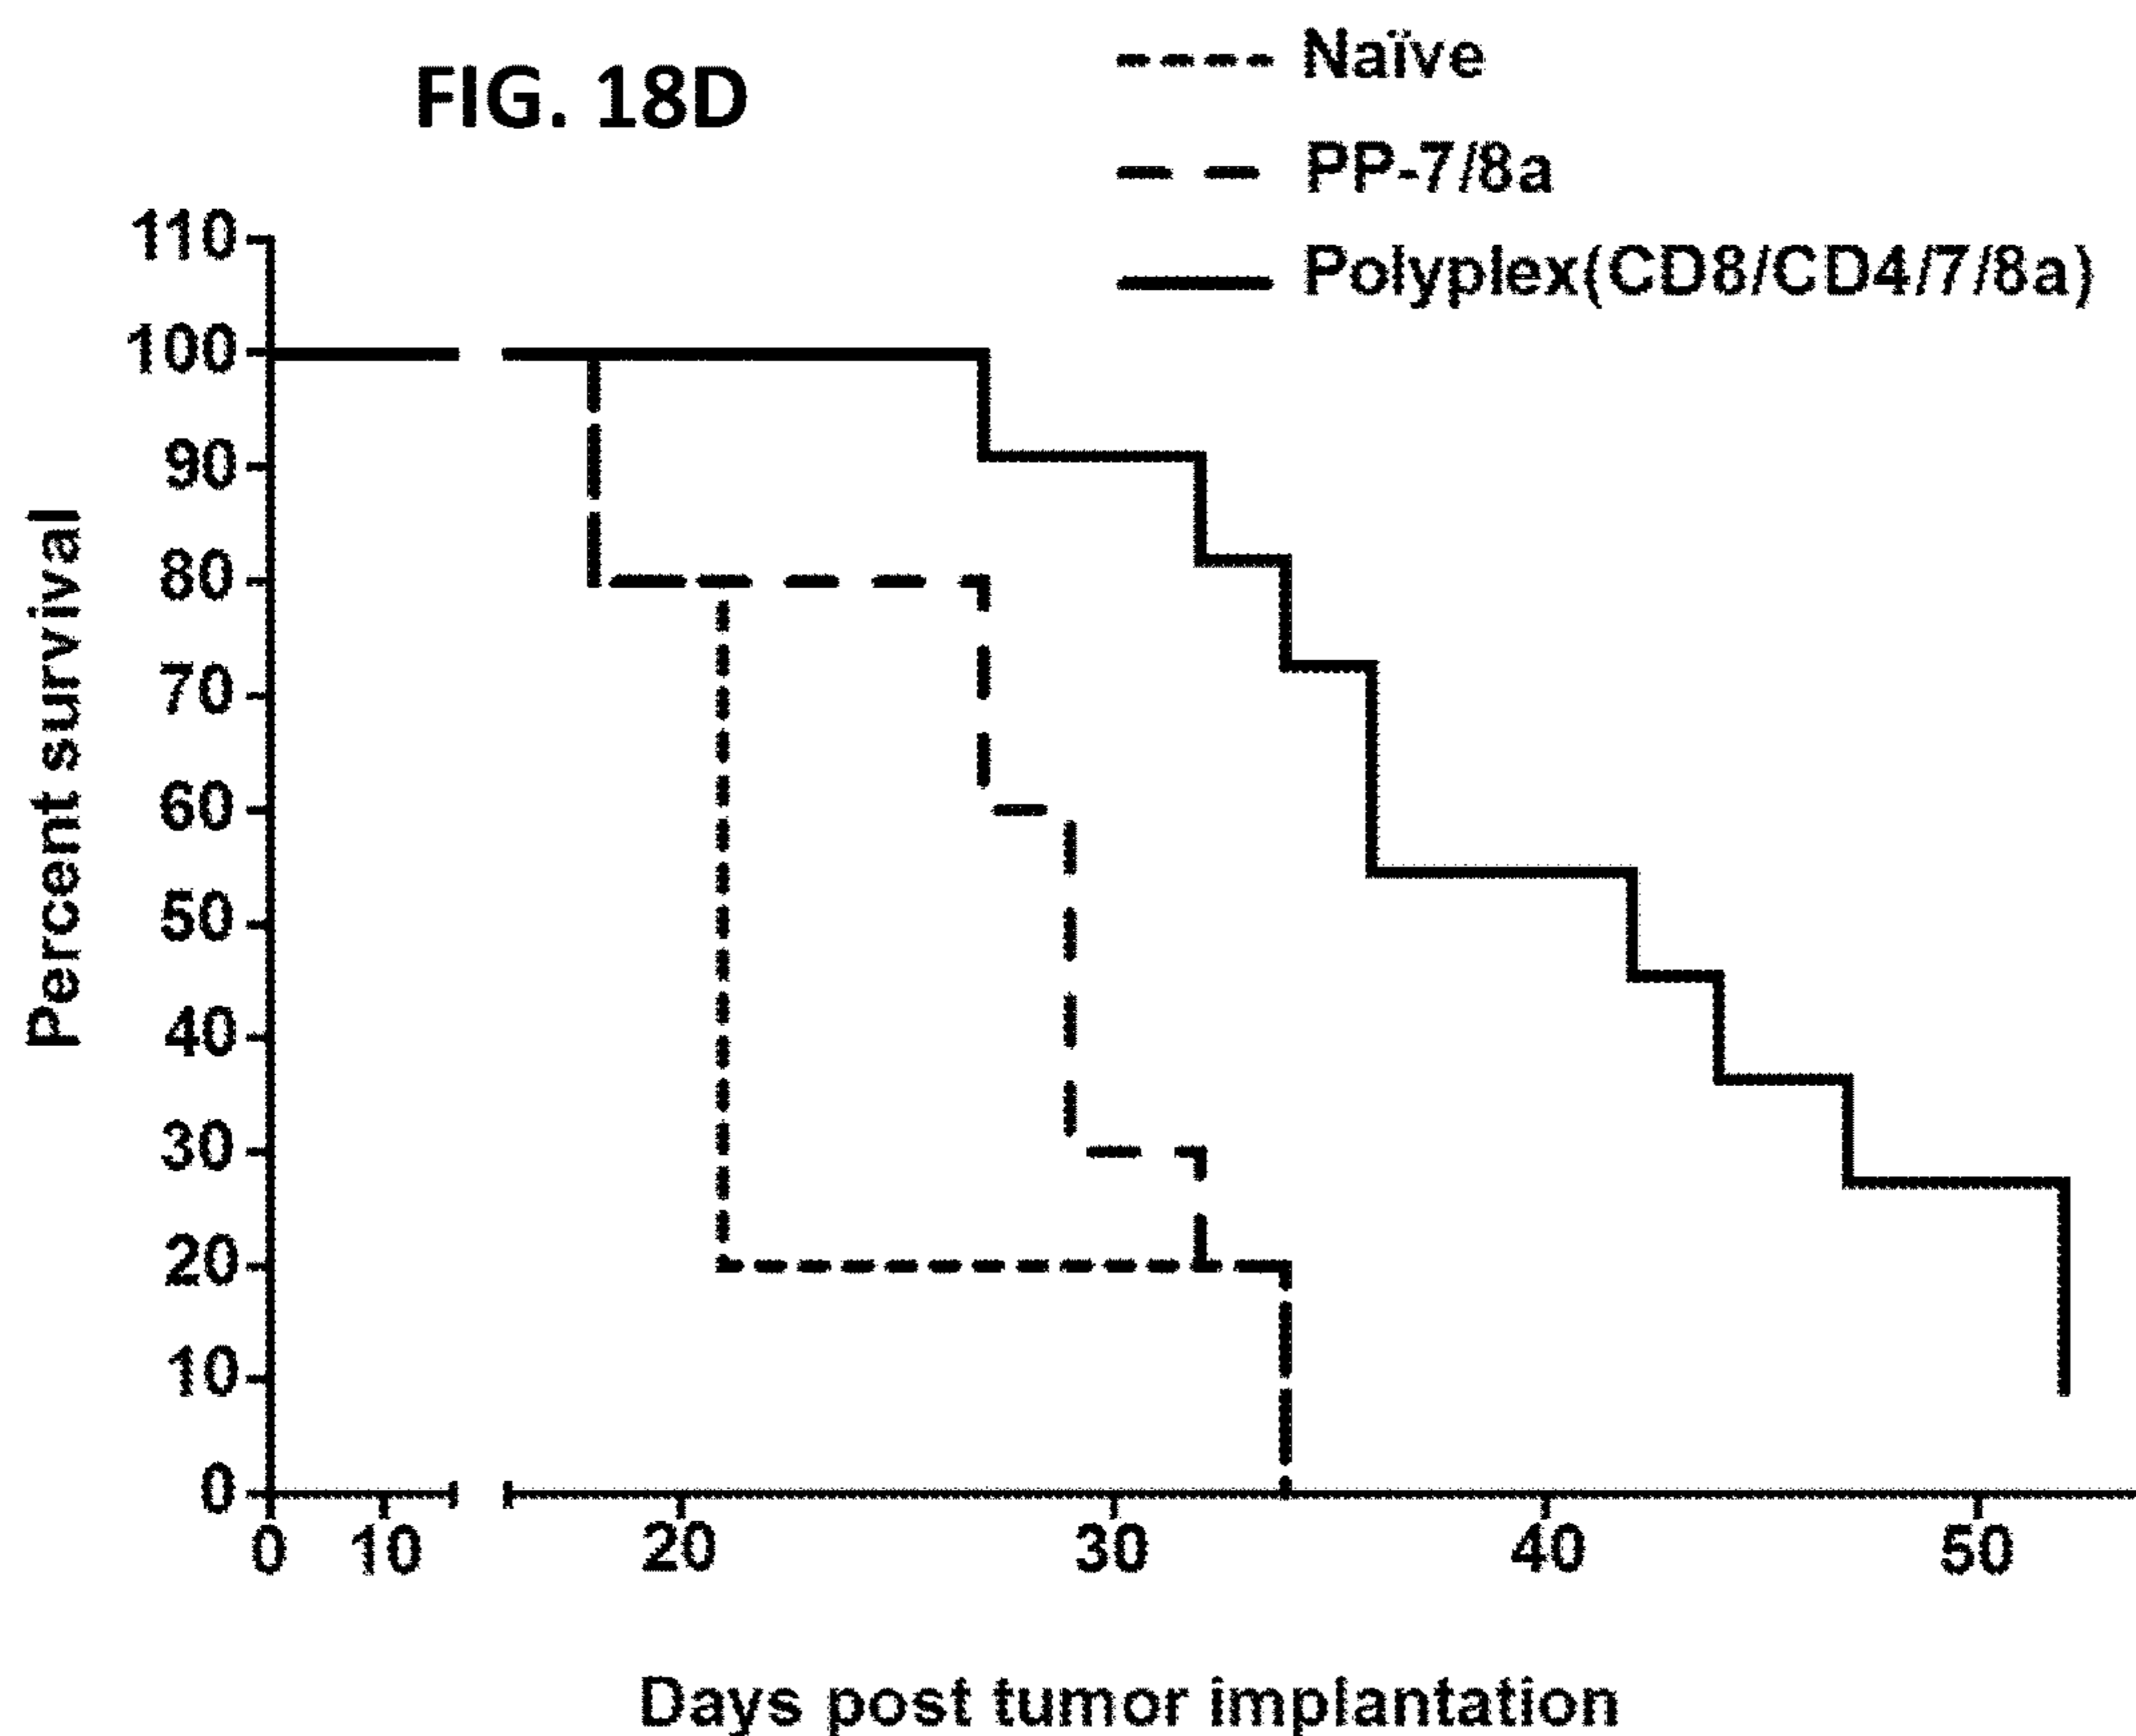 FIG. 18D
Naïve
PP-7/8a
Polyplex(CD8/CD4/7/8a)
110
100
90
80
70
60
50
40
30
20
10
0
Percent survival
0 10 20 30 40 50
Days post tumor implantation